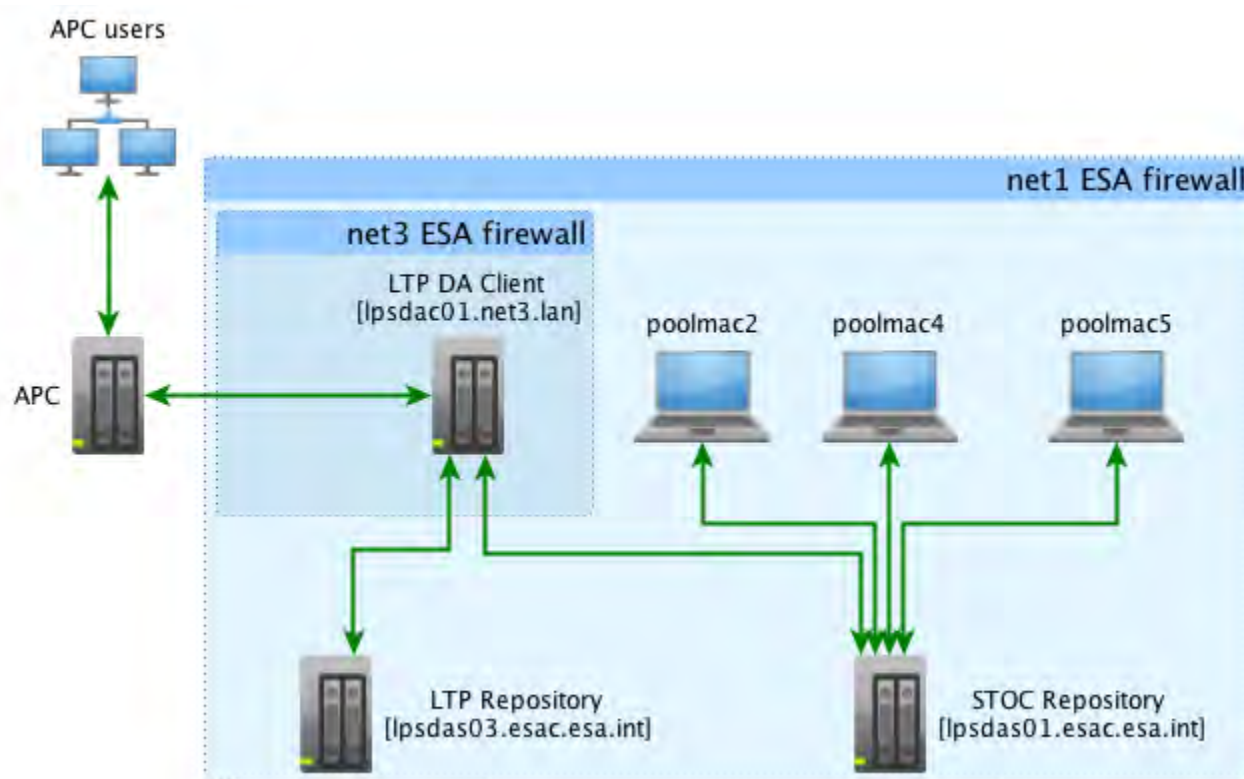 APC users
net1 ESA firewall
net3 ESA firewall
LTP DA Client
[lpsdac01.net3.lan]
poolmac2
poolmac4
poolmac5
APC
LTP Repository
[lpsdas03.esac.esa.int]
STOC Repository
[lpsdas01.esac.esa.int]